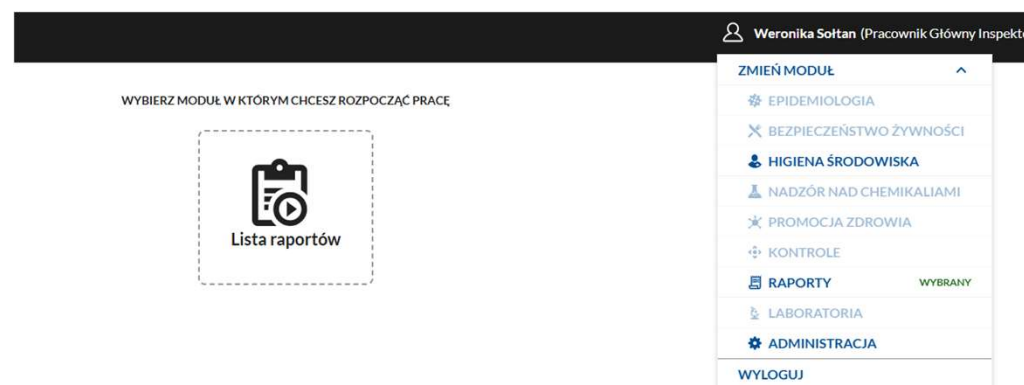 Weronika Sołtan (Pracownik Główny Inspekto
ZMIEŃ MODUŁ
WYBIERZ MODUŁ W KTÓRYM CHCESZ ROZPOCZĄĆ PRACĘ
EPIDEMIOLOGIA
BEZPIECZEŃSTWO ŻYWNOŚCI
HIGIENA ŚRODOWISKA
NADZÓR NAD CHEMIKALIAMI
PROMOCJA ZDROWIA
Lista raportów
KONTROLE
RAPORTY WYBRANY
LABORATORIA
ADMINISTRACJA
WYLOGUJ